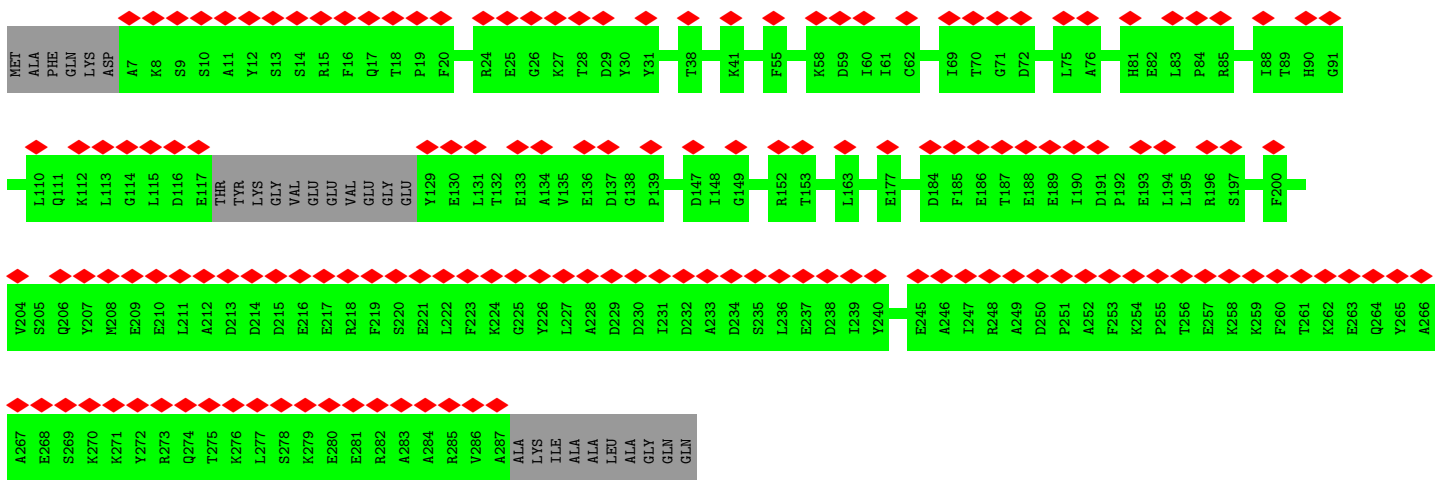 MET ALA PHE GLN LYS ASP A7 K8 S9 S10 A11 Y12 S13 S14 R15 F16 Q17 T18 P19 F20 R24 E25 G26 K27 T28 D29 Y30 Y31 T38 K41 F55 K58 D59 I60 I61 C62 I69 T70 G71 D72 L75 A76 H81 E82 L83 P84 R85 I88 T89 H90 G91
L110 Q111 K112 L113 G114 L115 D116 E117 THR TYR LYS GLY VAL GLU GLU VAL GLU GLY GLU Y129 E130 L131 T132 E133 A134 V135 E136 D137 G138 P139 D147 I148 G149 R152 T153 L163 E177 D184 F185 E186 T187 E188 E189 I190 D191 P192 E193 L194 L195 R196 S197 F200
V204 S205 Q206 Y207 M208 E209 E210 L211 A212 D213 D214 D215 E216 E217 R218 F219 S220 E221 L222 F223 K224 G225 Y226 L227 A228 D229 D230 I231 D232 A233 D234 S235 L236 E237 D238 I239 Y240 E245 A246 I247 R248 A249 D250 P251 A252 F253 K254 P255 T256 E257 K258 K259 F260 T261 K262 E263 Q264 Y265 A266
A267 E268 S269 K270 K271 Y272 R273 Q274 T275 K276 L277 S278 K279 E280 E281 R282 A283 A284 R285 V286 A287 ALA LYS ILE ALA ALA LEU ALA GLY GLN GLN